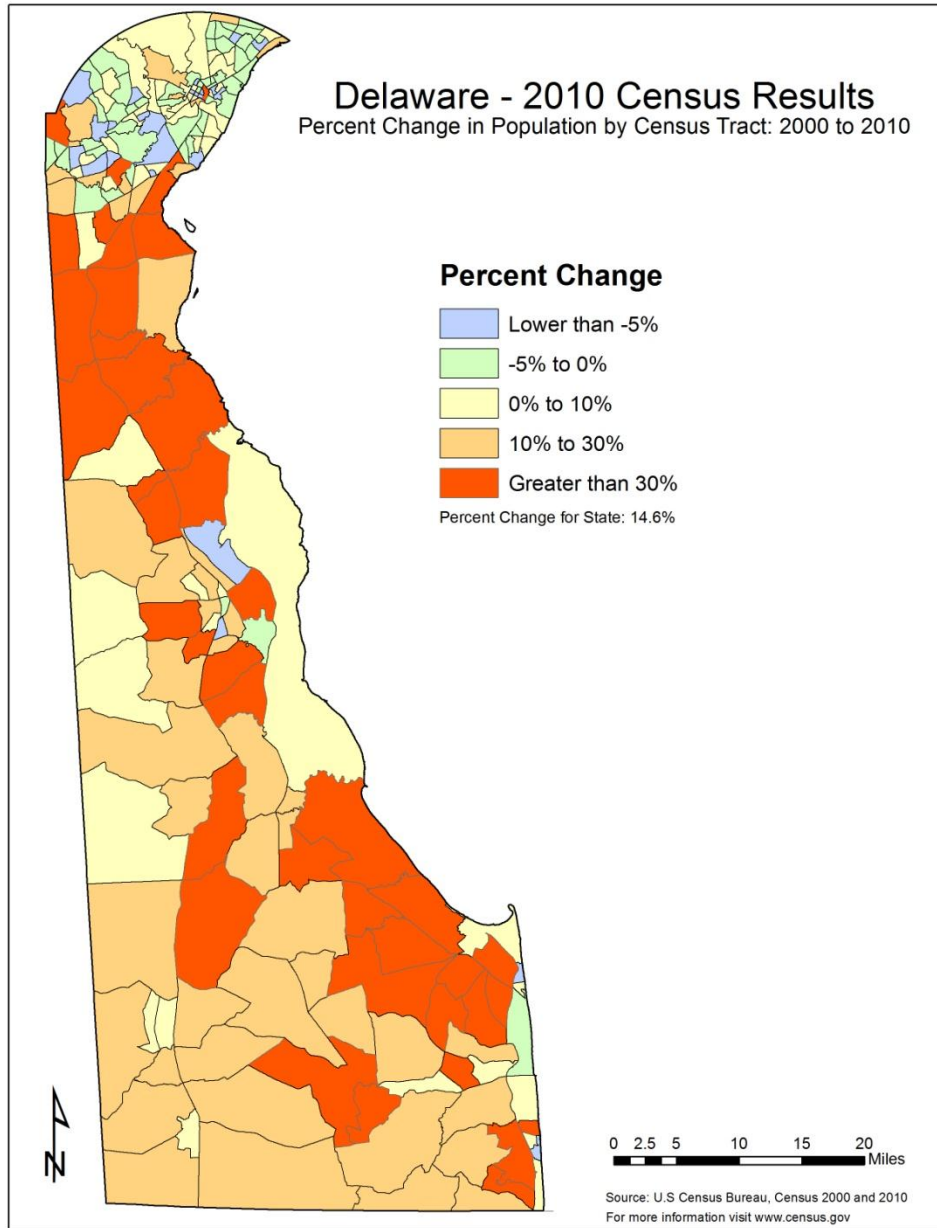 Delaware - 2010 Census Results
Percent Change in Population by Census Tract: 2000 to 2010
Percent Change
Lower than -5%
-5% to 0%
0% to 10%
10% to 30%
Greater than 30%
Percent Change for State: 14.6%
N
0 2.5 5 10 15 20
Miles
Source: U.S Census Bureau, Census 2000 and 2010
For more information visit www.census.gov